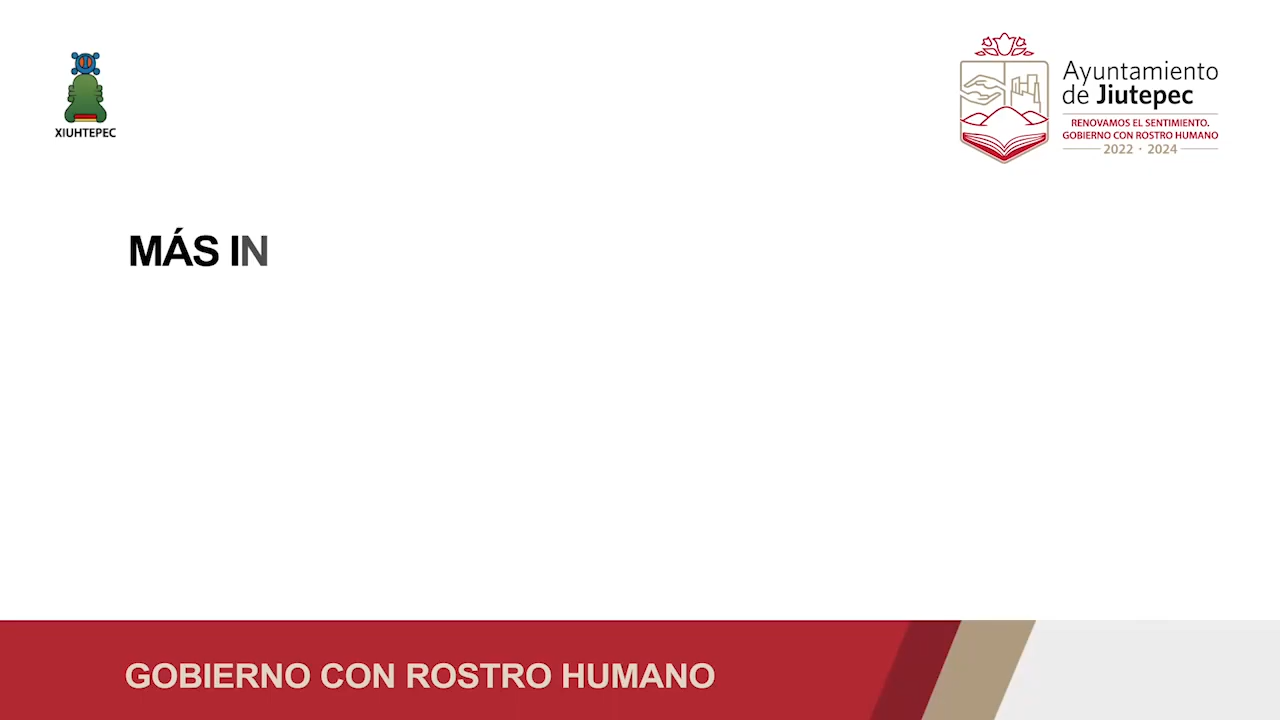 XIUHTEPEC
Ayuntamiento
de Jiutepec
RENOVAMOS EL SENTIMIENTO.
GOBIERNO CON ROSTRO HUMANO
2022 · 2024
MÁS IN
GOBIERNO CON ROSTRO HUMANO